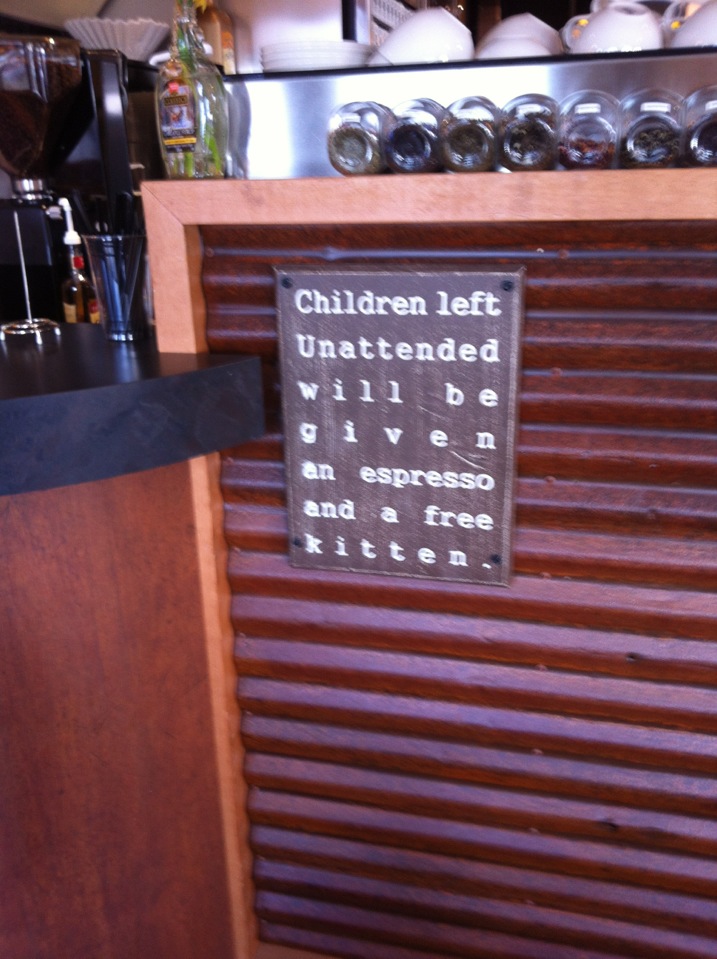 Children left
Unattended
will be
given
an espresso
and a free
kitten.